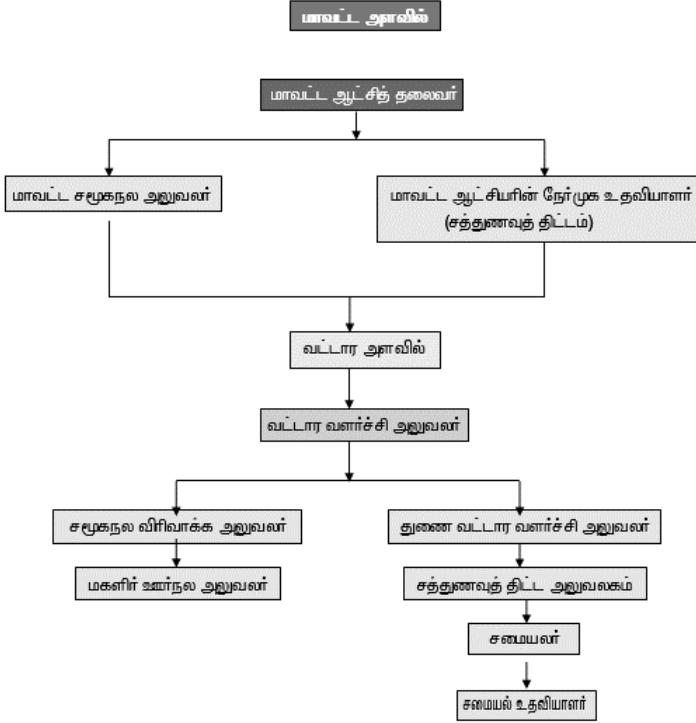 மாவட்ட அளவில்
மாவட்ட ஆட்சித் தலைவர்
மாவட்ட சமூகநல அலுவலர்
மாவட்ட ஆட்சியரின் நேர்முக உதவியாளர்
(சத்துணவுத் திட்டம்)
வட்டார அளவில்
வட்டார வளர்ச்சி அலுவலர்
சமூகநல விரிவாக்க அலுவலர்
துணை வட்டார வளர்ச்சி அலுவலர்
மகளிர் ஊர்நல அலுவலர்
சத்துணவுத் திட்ட அலுவலகம்
சமையலர்
சமையல் உதவியாளர்